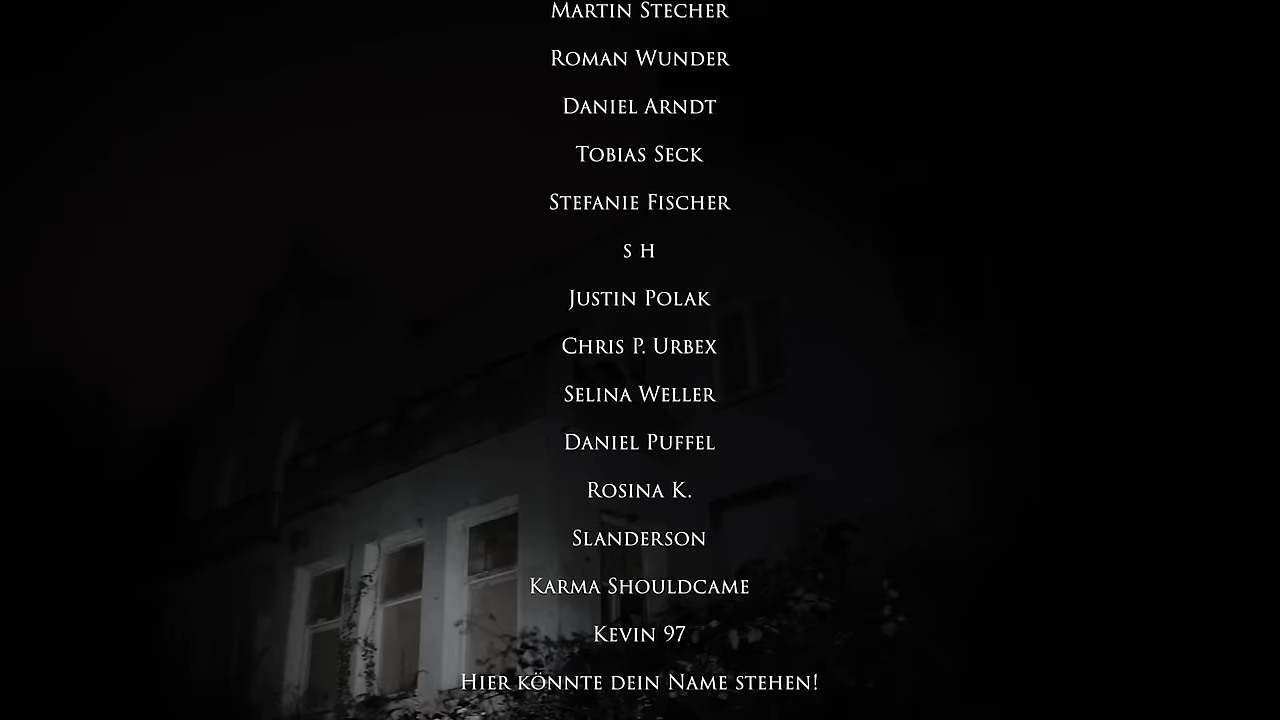 Martin Stecher
Roman Wunder
Daniel Arndt
Tobias Seck
Stefanie Fischer
s h
Justin Polak
Chris P. Urbex
Selina Weller
Daniel Puffel
Rosina K.
Slanderson
Karma Shouldcame
Kevin 97
Hier könnte dein Name stehen!